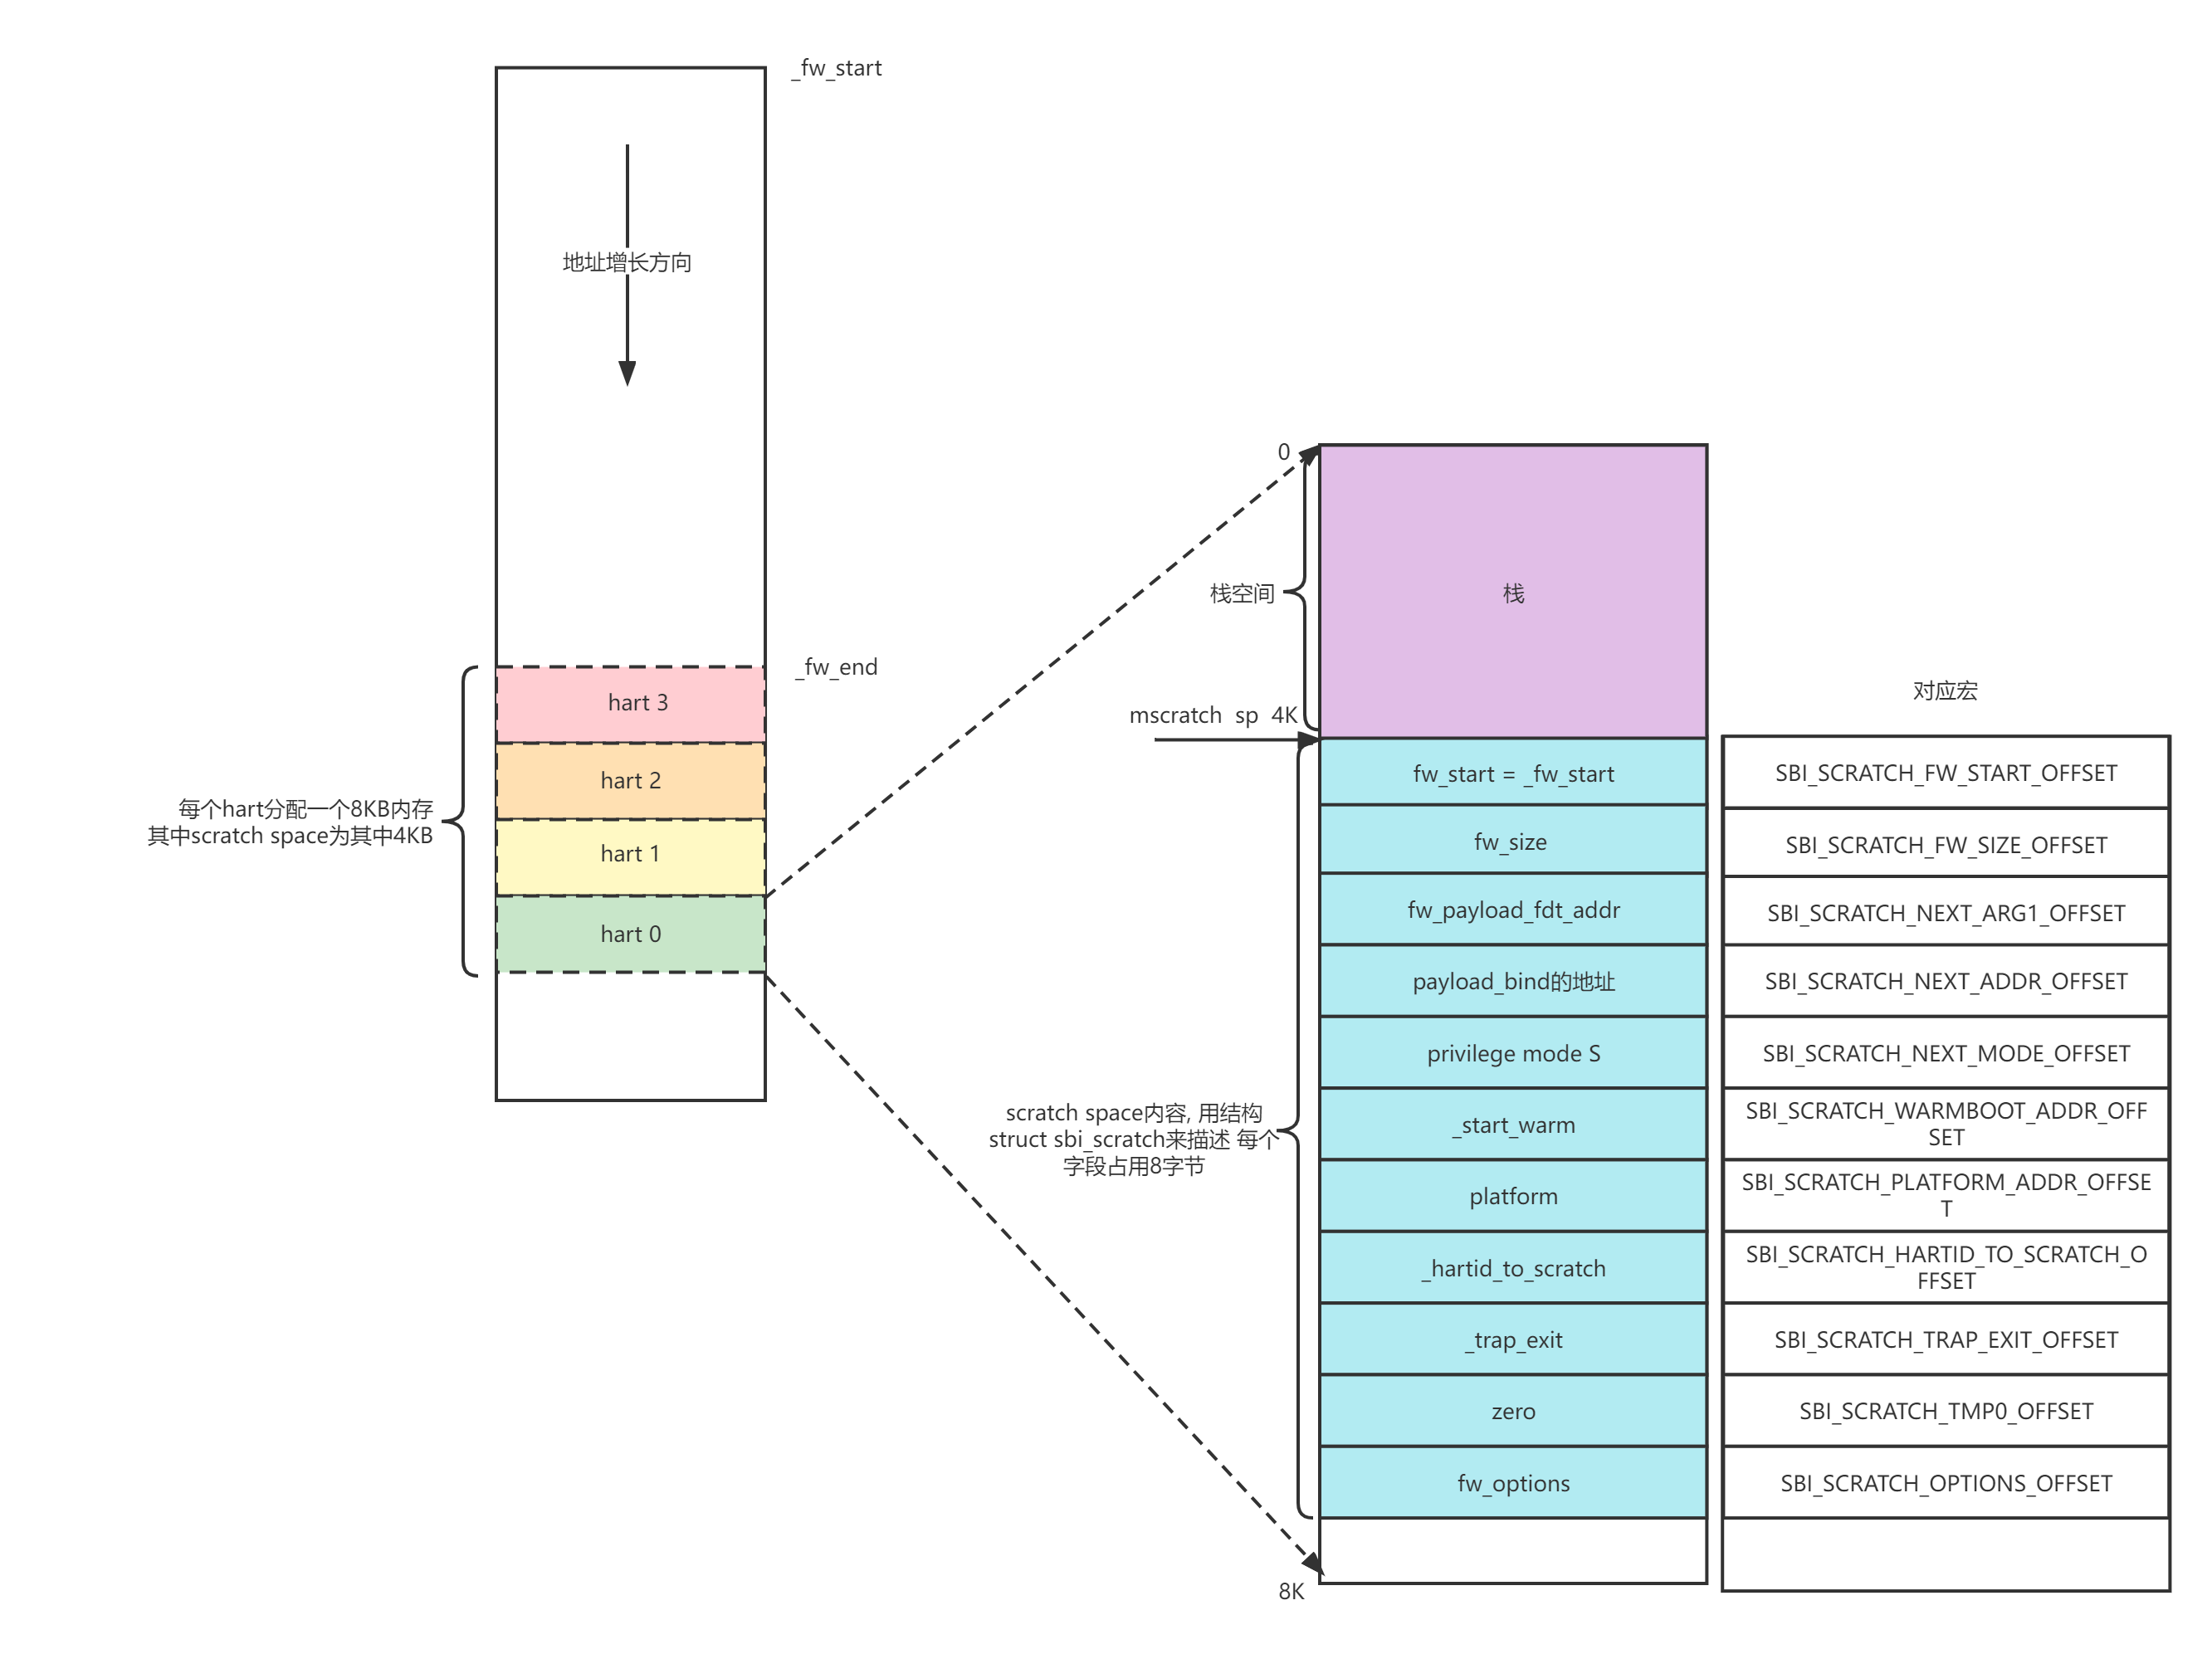 _fw_start
地址增长方向
_fw_end
hart 3
hart 2
hart 1
hart 0
每个hart分配一个8KB内存
其中scratch space为其中4KB
0
栈空间
栈
mscratch sp 4K
对应宏
fw_start = _fw_start
SBI_SCRATCH_FW_START_OFFSET
fw_size
SBI_SCRATCH_FW_SIZE_OFFSET
fw_payload_fdt_addr
SBI_SCRATCH_NEXT_ARG1_OFFSET
payload_bind的地址
SBI_SCRATCH_NEXT_ADDR_OFFSET
privilege mode S
SBI_SCRATCH_NEXT_MODE_OFFSET
scratch space内容, 用结构
struct sbi_scratch来描述 每个
字段占用8字节
_start_warm
SBI_SCRATCH_WARMBOOT_ADDR_OFF
SET
platform
SBI_SCRATCH_PLATFORM_ADDR_OFFSE
T
_hartid_to_scratch
SBI_SCRATCH_HARTID_TO_SCRATCH_O
FFSET
_trap_exit
SBI_SCRATCH_TRAP_EXIT_OFFSET
zero
SBI_SCRATCH_TMP0_OFFSET
fw_options
SBI_SCRATCH_OPTIONS_OFFSET
8K